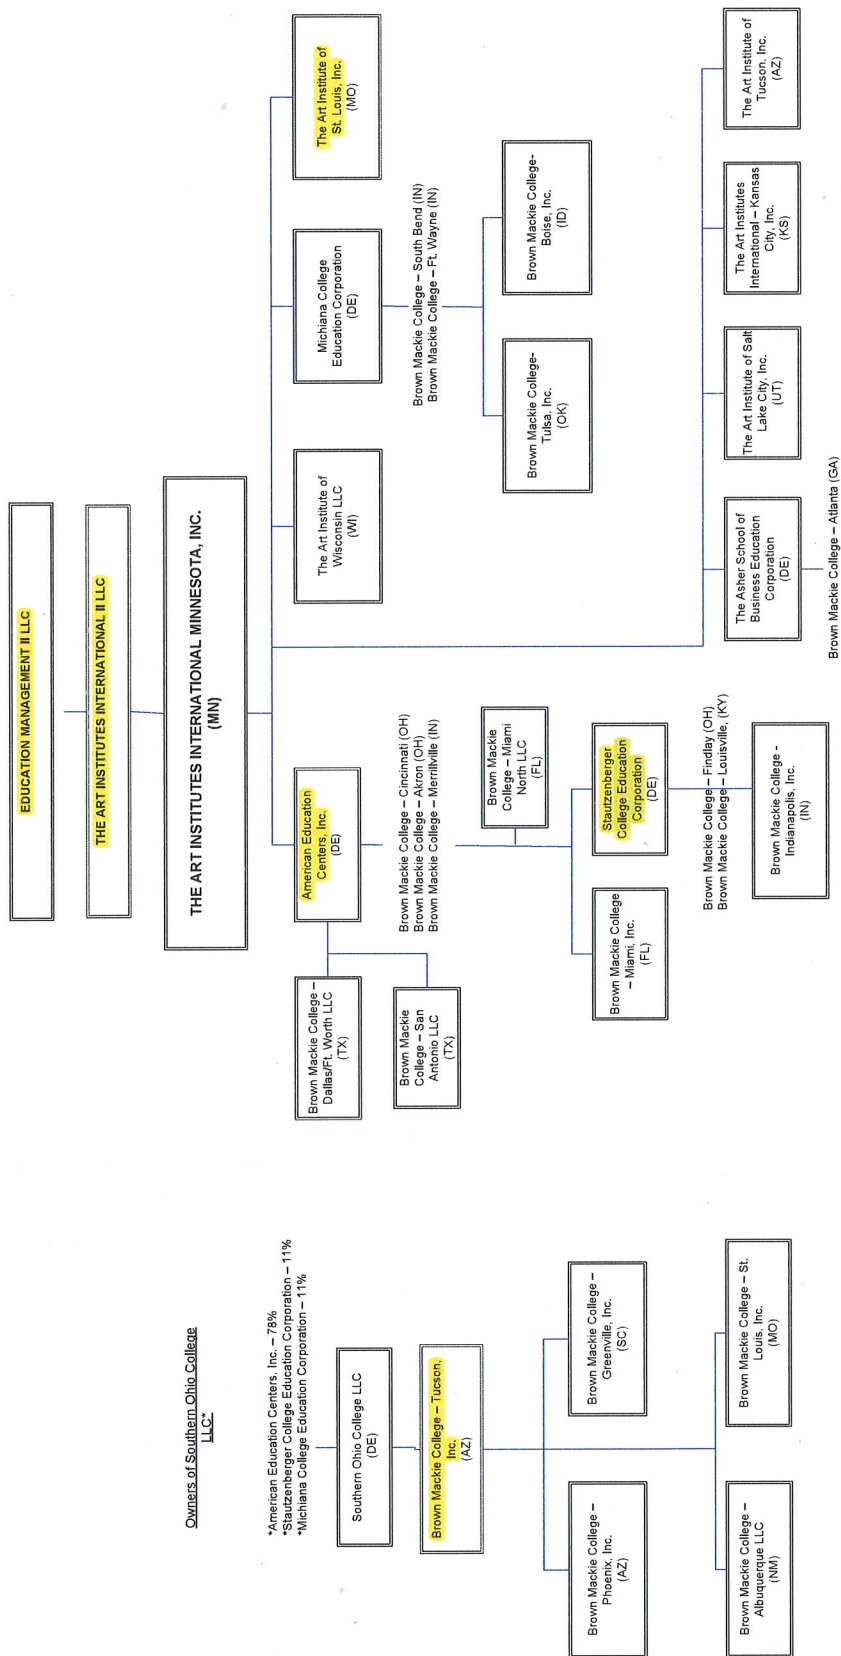 EDUCATION MANAGEMENT II LLC
THE ART INSTITUTES INTERNATIONAL II LLC
THE ART INSTITUTES INTERNATIONAL MINNESOTA, INC.
(MN)
American Education
Centers, Inc.
(DE)
The Art Institute of
Wisconsin LLC
(WI)
Michiana College
Education Corporation
(DE)
The Art Institute of
St. Louis, Inc.
(MO)
Brown Mackie College –
Dallas/Ft. Worth LLC
(TX)
Brown Mackie
College – San
Antonio LLC
(TX)
Brown Mackie College – Cincinnati (OH)
Brown Mackie College – Akron (OH)
Brown Mackie College – Merrillville (IN)
Brown Mackie
College – Miami
North LLC
(FL)
Brown Mackie College
– Miami, Inc.
(FL)
Stautzenberger
College Education
Corporation
(DE)
Brown Mackie College – Findlay (OH)
Brown Mackie College – Louisville, (KY)
Brown Mackie College -
Indianapolis, Inc.
(IN)
Brown Mackie College – South Bend (IN)
Brown Mackie College – Ft. Wayne (IN)
Brown Mackie College-
Tulsa, Inc.
(OK)
Brown Mackie College-
Boise, Inc.
(ID)
The Asher School of
Business Education
Corporation
(DE)
Brown Mackie College – Atlanta (GA)
The Art Institute of Salt
Lake City, Inc.
(UT)
The Art Institutes
International – Kansas
City, Inc.
(KS)
The Art Institute of
Tucson, Inc.
(AZ)
Owners of Southern Ohio College
LLC*
*American Education Centers, Inc. – 78%
*Stautzenberger College Education Corporation – 11%
*Michiana College Education Corporation – 11%
Southern Ohio College LLC
(DE)
Brown Mackie College – Tucson,
Inc.
(AZ)
Brown Mackie College –
Phoenix, Inc.
(AZ)
Brown Mackie College –
Greenville, Inc.
(SC)
Brown Mackie College –
Albuquerque LLC
(NM)
Brown Mackie College – St.
Louis, Inc.
(MO)